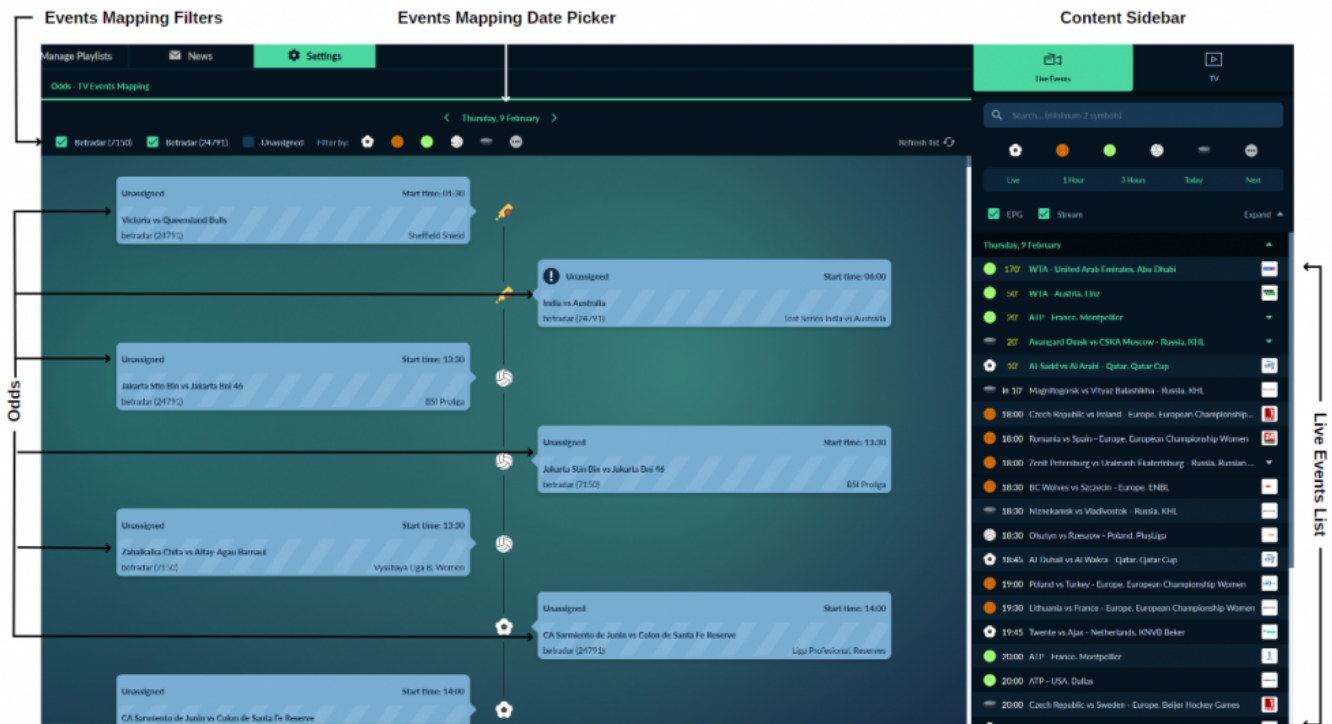 Events Mapping Filters
Events Mapping Date Picker
Content Sidebar
Manage Playlists
News
Settings
Live Events
TV
Odds - TV Events Mapping
Thursday, 9 February
Betradar (7150)
Betradar (24791)
Unassigned
Filter by:
Refresh list
Search... (minimum 2 symbols)
Live
1 Hour
3 Hours
Today
Next
EPG
Stream
Expand
Odds
Unassigned
Start time: 01:30
Victoria vs Queensland Bulls
betradar (24791)
Sheffield Shield
Unassigned
Start time: 06:00
India vs Australia
betradar (24791)
Test Series India vs Australia
Unassigned
Start time: 13:30
Jakarta Stin Bin vs Jakarta Bni 46
betradar (24791)
BSI Proliga
Unassigned
Start time: 13:30
Jakarta Stin Bin vs Jakarta Bni 46
betradar (7150)
BSI Proliga
Unassigned
Start time: 13:30
Zabaikalka Chita vs Altay-Agau Barnaul
betradar (7150)
Vysshaya Liga B, Women
Unassigned
Start time: 14:00
CA Sarmiento de Junin vs Colon de Santa Fe Reserve
betradar (24791)
Liga Profesional, Reserves
Unassigned
Start time: 14:00
CA Sarmiento de Junin vs Colon de Santa Fe Reserve
Thursday, 9 February
170' WTA - United Arab Emirates, Abu Dhabi
50' WTA - Austria, Linz
20' ATP - France, Montpellier
20' Avangard Omsk vs CSKA Moscow - Russia, KHL
10' Al-Sadd vs Al Arabi - Qatar, Qatar Cup
in 10' Magnitogorsk vs Vityaz Balashikha - Russia, KHL
18:00 Czech Republic vs Ireland - Europe, European Championship...
18:00 Romania vs Spain - Europe, European Championship Women
18:00 Zenit Petersburg vs Uralmash Ekaterinburg - Russia, Russian ...
18:30 BC Wolves vs Szczecin - Europe, ENBL
18:30 Niznekamsk vs Vladivostok - Russia, KHL
18:30 Olsztyn vs Rzeszow - Poland, PlusLiga
18:45 Al Duhail vs Al Wakra - Qatar, Qatar Cup
19:00 Poland vs Turkey - Europe, European Championship Women
19:30 Lithuania vs France - Europe, European Championship Women
19:45 Twente vs Ajax - Netherlands, KNVB Beker
20:00 ATP - France, Montpellier
20:00 ATP - USA, Dallas
20:00 Czech Republic vs Sweden - Europe, Beijer Hockey Games
Live Events List